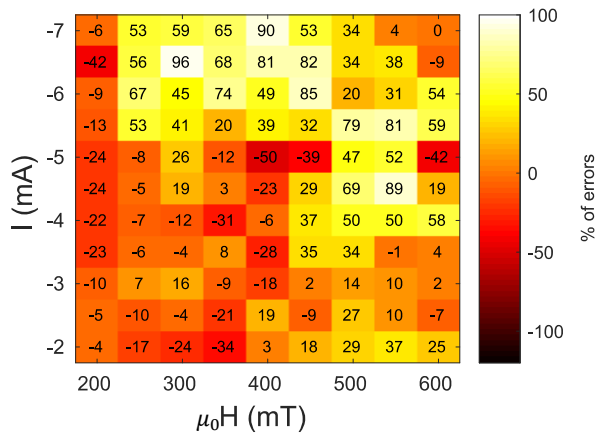 -7 -6 53 59 65 90 53 34 4 0 100
-42 56 96 68 81 82 34 38 -9
-6 -9 67 45 74 49 85 20 31 54 50
-13 53 41 20 39 32 79 81 59
-5 -24 -8 26 -12 -50 -39 47 52 -42 0
-24 -5 19 3 -23 29 69 89 19
-4 -22 -7 -12 -31 -6 37 50 50 58 -50
-23 -6 -4 8 -28 35 34 -1 4
-3 -10 7 16 -9 -18 2 14 10 2
-5 -10 -4 -21 19 -9 27 10 -7 -100
-2 -4 -17 -24 -34 3 18 29 37 25
200 300 400 500 600
I (mA)
μ₀H (mT)
% of errors